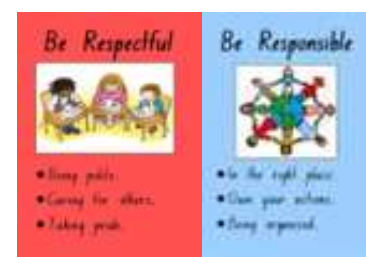 Be Respectful
• Being polite.
• Caring for others.
• Taking pride.
Be Responsible
• In the right place.
• Own your actions.
• Being organised.